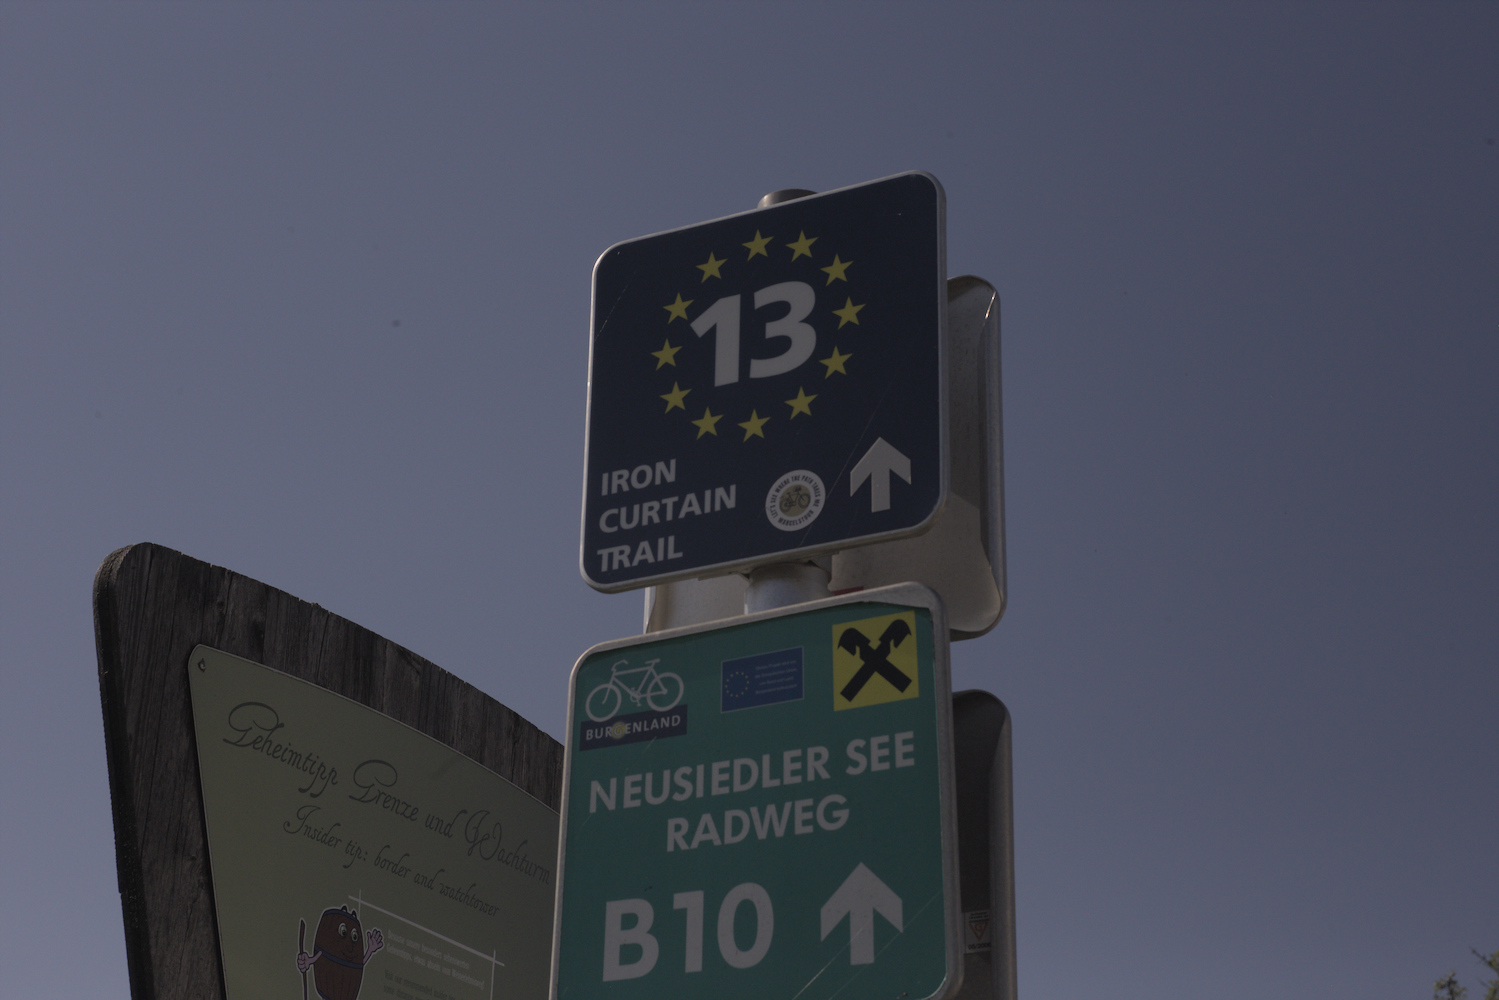 13
IRON
CURTAIN
TRAIL
BURGENLAND
NEUSIEDLER SEE
RADWEG
B10
Geheimtipp Grenze und Wachturm
Insider tip: border and watchtower